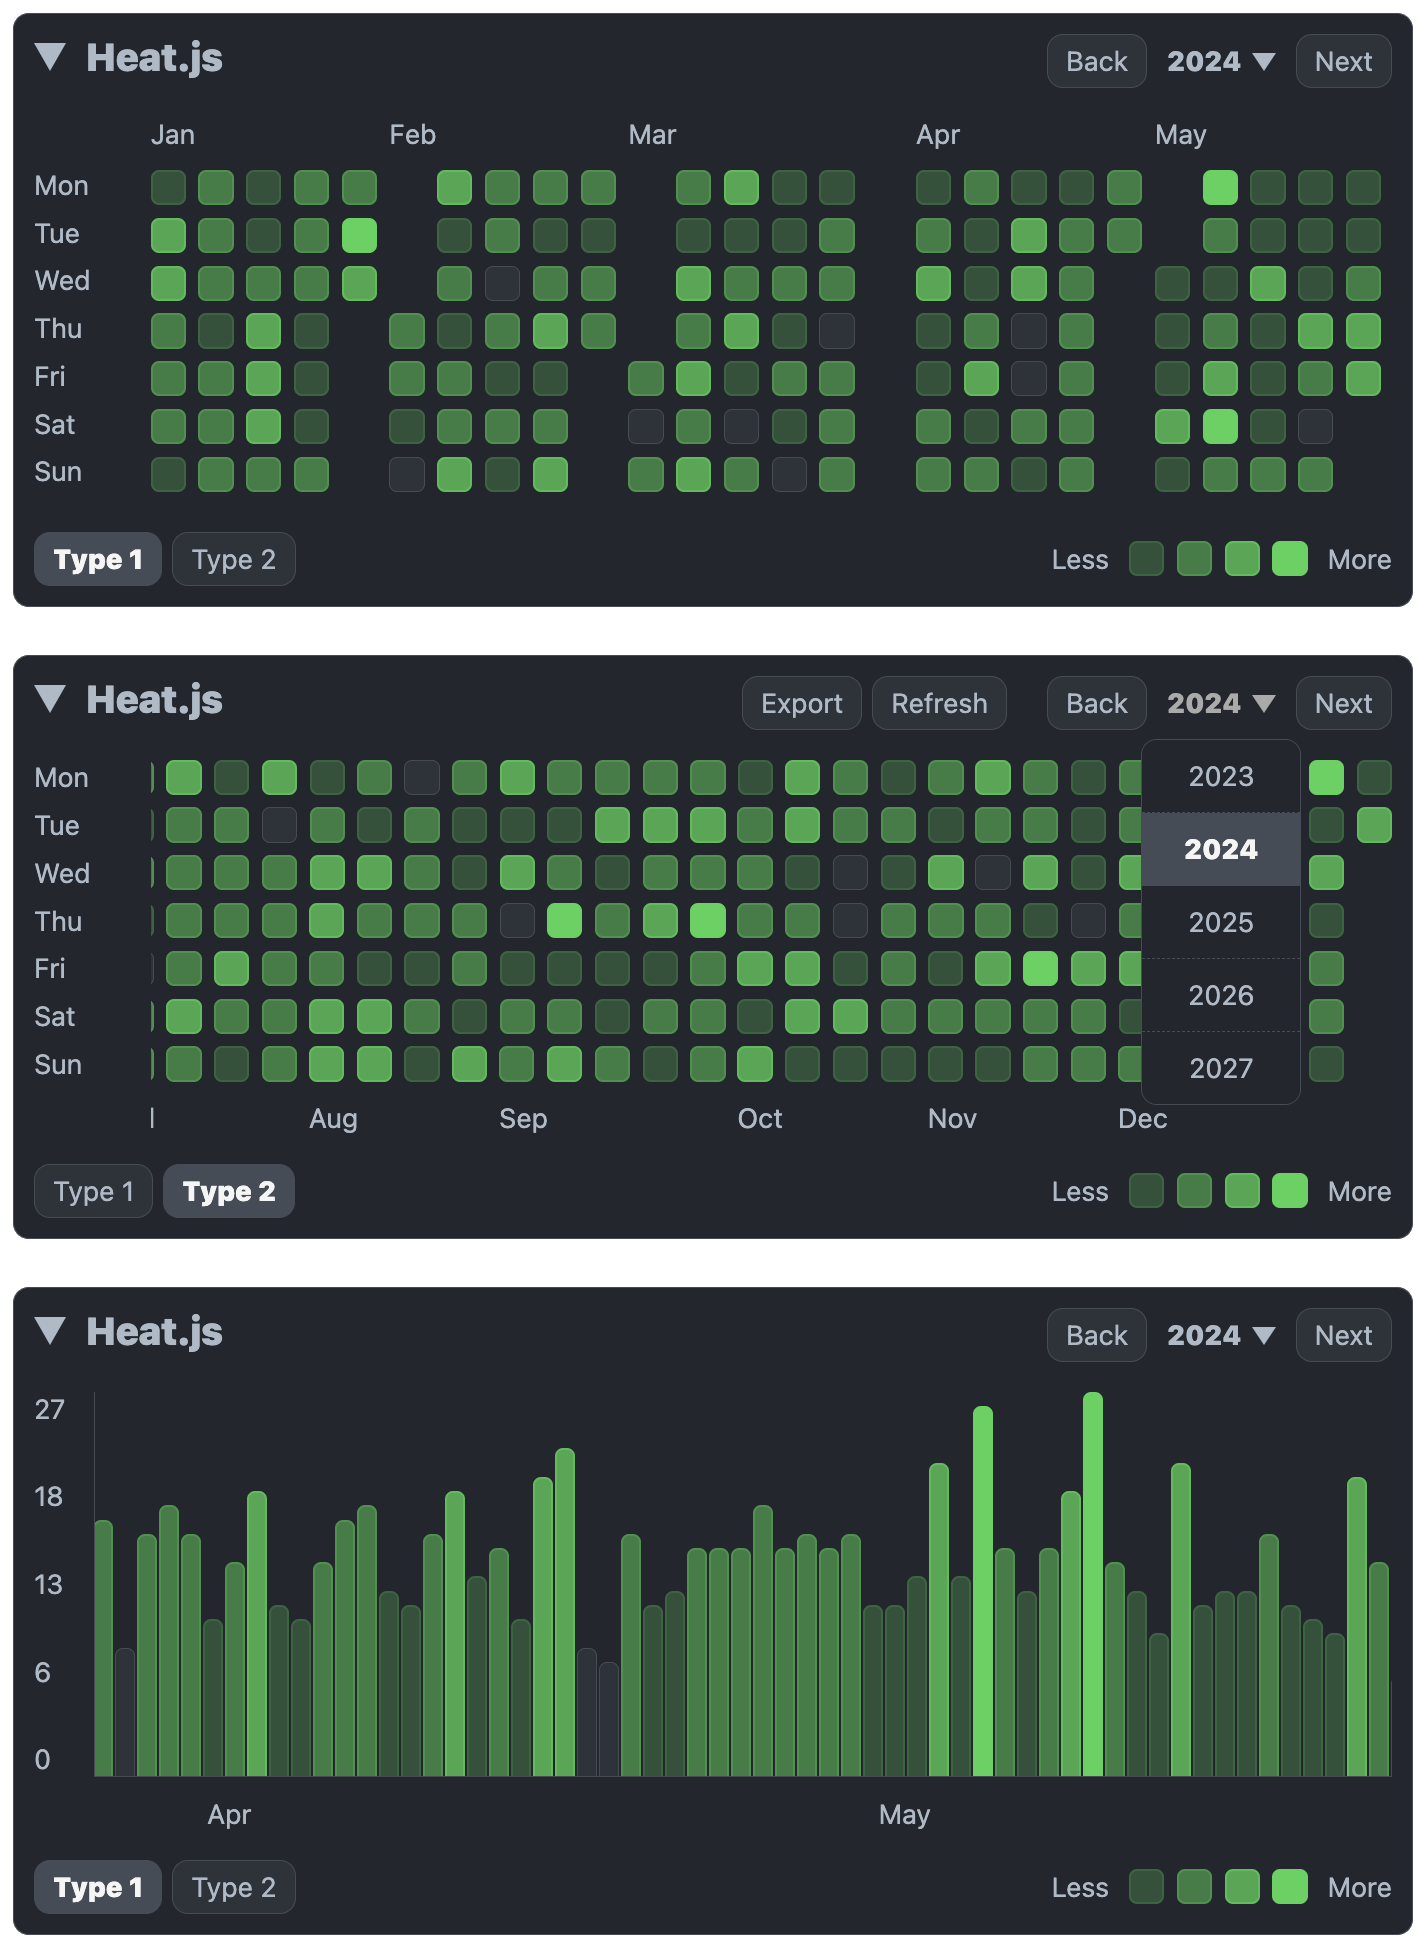 Heat.js
Back 2024 Next
Jan Feb Mar Apr May
Mon
Tue
Wed
Thu
Fri
Sat
Sun
Type 1 Type 2
Less More
Heat.js
Export Refresh Back 2024 Next
Mon
Tue
Wed
Thu
Fri
Sat
Sun
2023
2024
2025
2026
2027
Aug Sep Oct Nov Dec
Type 1 Type 2
Less More
Heat.js
Back 2024 Next
27
18
13
6
0
Apr May
Type 1 Type 2
Less More